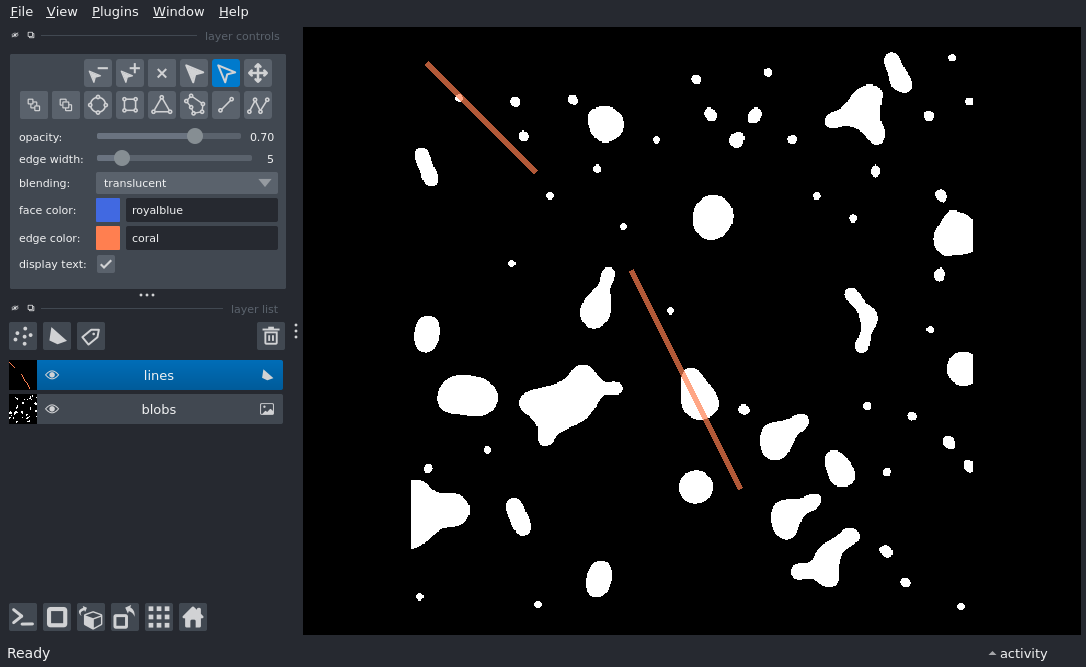 File View Plugins Window Help
layer controls
opacity: 0.70
edge width: 5
blending: translucent
face color: royalblue
edge color: coral
display text:
layer list
lines
blobs
Ready
activity